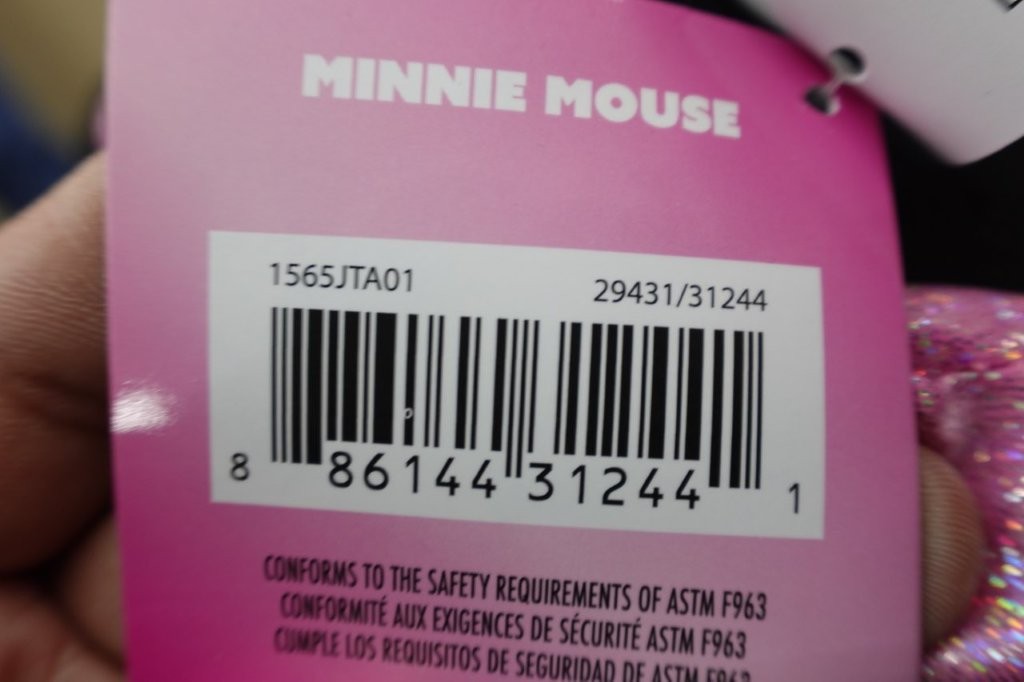 MINNIE MOUSE
1565JTA01 29431/31244
8 86144 31244 1
CONFORMS TO THE SAFETY REQUIREMENTS OF ASTM F963
CONFORMITÉ AUX EXIGENCES DE SÉCURITÉ ASTM F963
CUMPLE LOS REQUISITOS DE SEGURIDAD DE ASTM F963